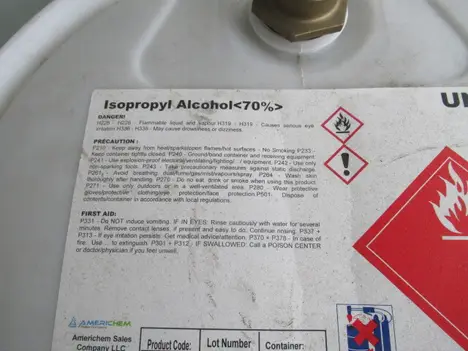 Isopropyl Alcohol<70%>
UN
DANGER!
H225 - H226 - Flammable liquid and vapour H319 - H319 - Causes serious eye
irritation H336 - H336 - May cause drowsiness or dizziness.
PRECAUTION :
P210 - Keep away from heat/sparks/open flames/hot surfaces - No Smoking P233 -
Keep container tightly closed. P240 - Ground/bond container and receiving equipment
P241 - Use explosion-proof electrical/ventilating/lighting/ / equipment. P242 - Use only
non-sparking tools. P243 - Take precautionary measures against static discharge.
P261 - Avoid breathing dust/fume/gas/mist/vapours/spray. P264 - Wash skin
thoroughly after handling. P270 - Do no eat, drink or smoke when using this product.
P271 - Use only outdoors or in a well-ventilated area. P280 - Wear protective
gloves/protective clothing/eye protection/face protection.P501 - Dispose of
contents/container in accordance with local regulations.
FIRST AID:
P331 - Do NOT induce vomiting. IF IN EYES: Rinse cautiously with water for several
minutes. Remove contact lenses, if present and easy to do. Continue rinsing. P337 +
P313 - If eye irritation persists -Get medical advice/attention. P370 + P378 - In case of
fire: Use ... to extinguish. P301 + P312 - IF SWALLOWED: Call a POISON CENTER
or doctor/physician if you feel unwell.
AMERICHEM
Americhem Sales
Company LLC
Product Code:
Lot Number
Container: